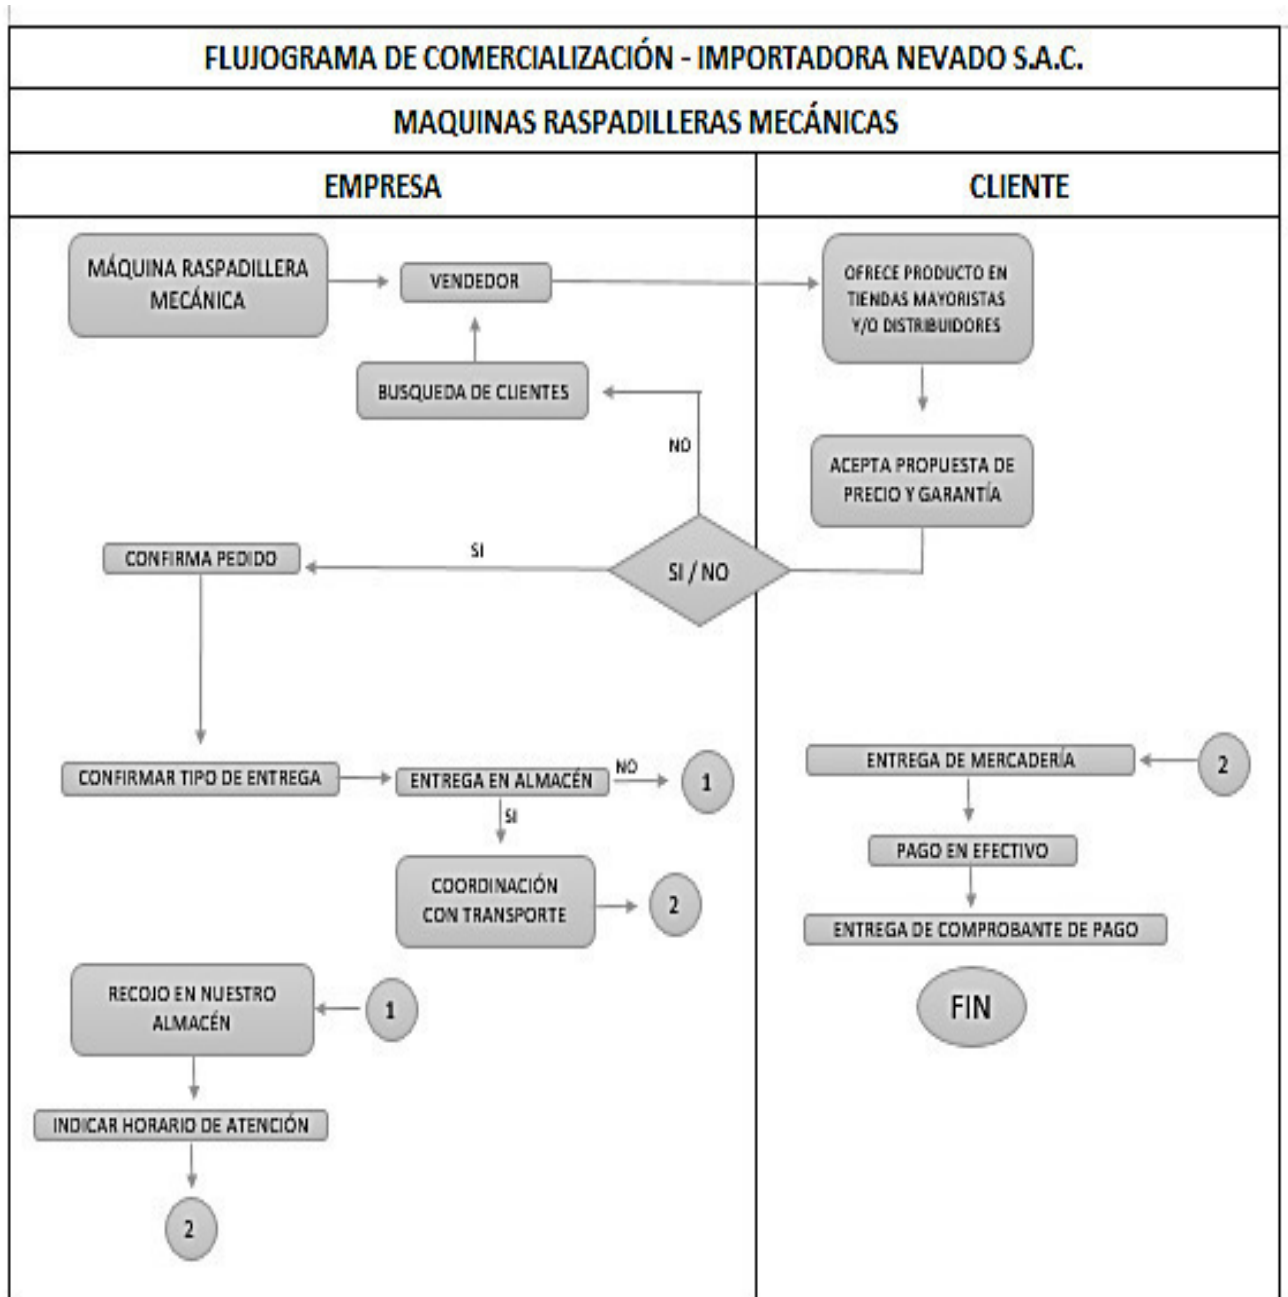 FLUJOGRAMA DE COMERCIALIZACIÓN - IMPORTADORA NEVADO S.A.C.
MAQUINAS RASPADILLERAS MECÁNICAS
EMPRESA
CLIENTE
MÁQUINA RASPADILLERA
MECÁNICA
VENDEDOR
OFRECE PRODUCTO EN
TIENDAS MAYORISTAS
Y/O DISTRIBUIDORES
BUSQUEDA DE CLIENTES
NO
ACEPTA PROPUESTA DE
PRECIO Y GARANTÍA
SI / NO
SI
CONFIRMA PEDIDO
CONFIRMAR TIPO DE ENTREGA
ENTREGA EN ALMACÉN
NO
1
SI
COORDINACIÓN
CON TRANSPORTE
2
RECOJO EN NUESTRO
ALMACÉN
1
INDICAR HORARIO DE ATENCIÓN
2
ENTREGA DE MERCADERÍA
2
PAGO EN EFECTIVO
ENTREGA DE COMPROBANTE DE PAGO
FIN